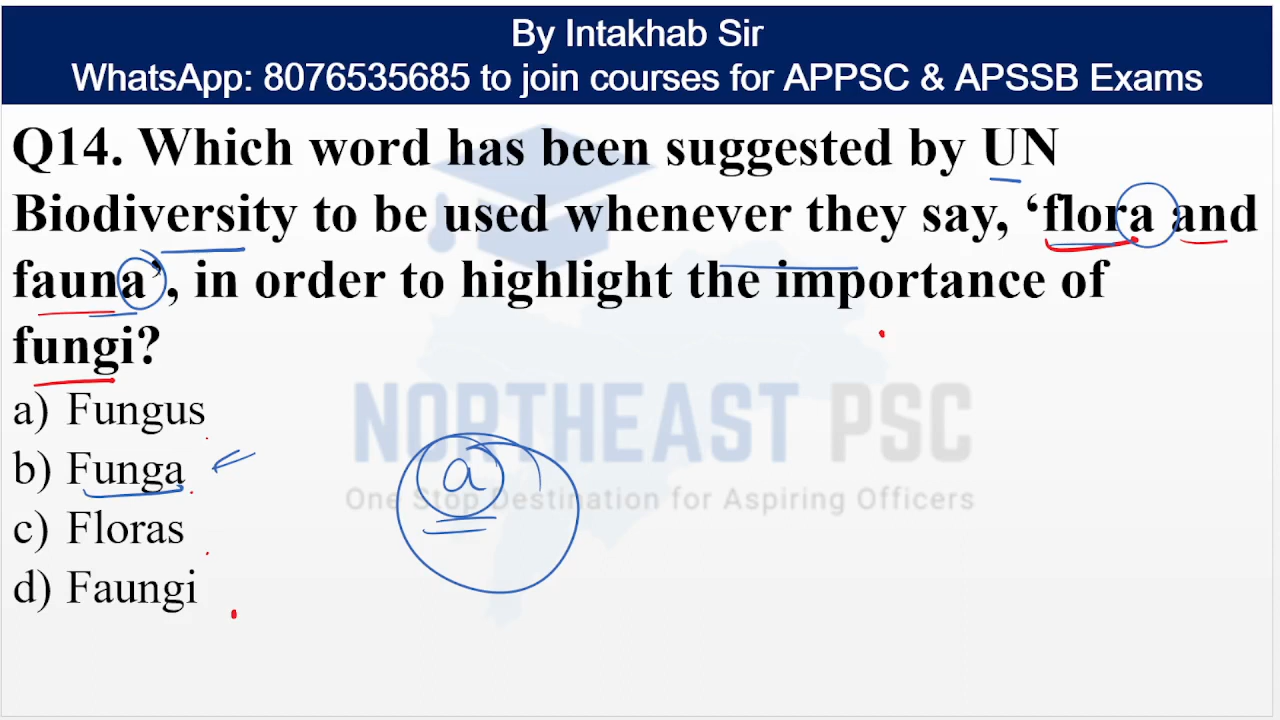 By Intakhab Sir
WhatsApp: 8076535685 to join courses for APPSC & APSSB Exams
Q14. Which word has been suggested by UN
Biodiversity to be used whenever they say, ‘flora and
fauna’, in order to highlight the importance of
fungi?
a) Fungus
b) Funga
c) Floras
d) Faungi
a
NORTHEAST PSC
One Stop Destination for Aspiring Officers